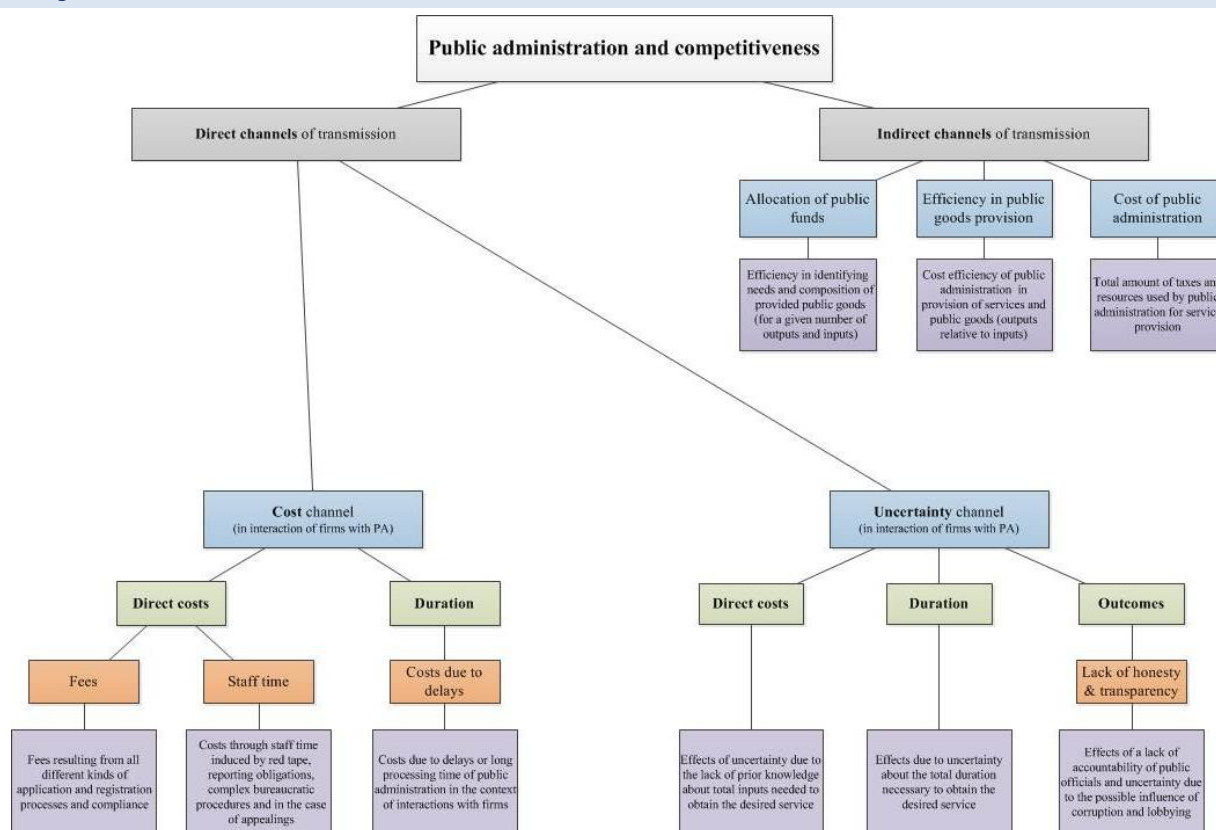 Public administration and competitiveness
Direct channels of transmission
Indirect channels of transmission
Allocation of public
funds
Efficiency in public
goods provision
Cost of public
administration
Efficiency in identifying
needs and composition of
provided public goods
(for a given number of
outputs and inputs)
Cost efficiency of public
administration in
provision of services and
public goods (outputs
relative to inputs)
Total amount of taxes an
resources used by public
administration for servic
provision
Cost channel
(in interaction of firms with PA)
Uncertainty channel
(in interaction of firms with PA)
Direct costs
Duration
Direct costs
Duration
Outcomes
Fees
Staff time
Costs due to
delays
Lack of honesty
& transparency
Fees resulting from all
different kinds of
application and registration
processes and compliance
Costs through staff time
induced by red tape,
reporting obligations,
complex bureaucratic
procedures and in the case
of appealings
Costs due to delays or long
processing time of public
administration in the context
of interactions with firms
Effects of uncertainty due to
the lack of prior knowledge
about total inputs needed to
obtain the desired service
Effects due to uncertainty
about the total duration
necessary to obtain the
desired service
Effects of a lack of
accountability of public
officials and uncertainty due
to the possible influence of
corruption and lobbying